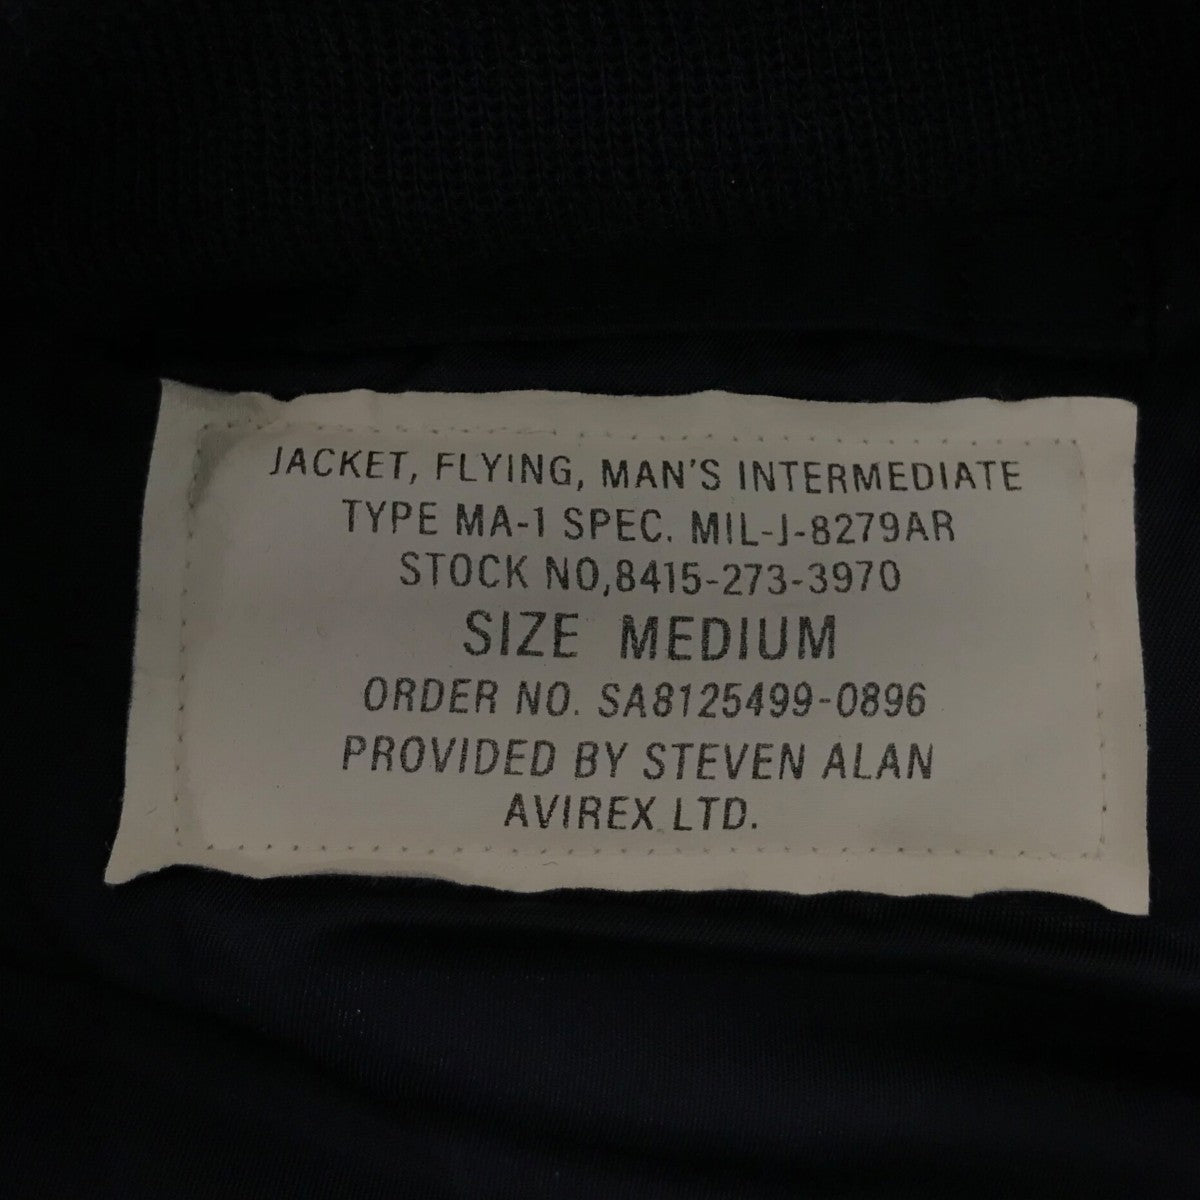 JACKET, FLYING, MAN'S INTERMEDIATE
TYPE MA-1 SPEC. MIL-J-8279AR
STOCK NO,8415-273-3970
SIZE MEDIUM
ORDER NO. SA8125499-0896
PROVIDED BY STEVEN ALAN
AVIREX LTD.